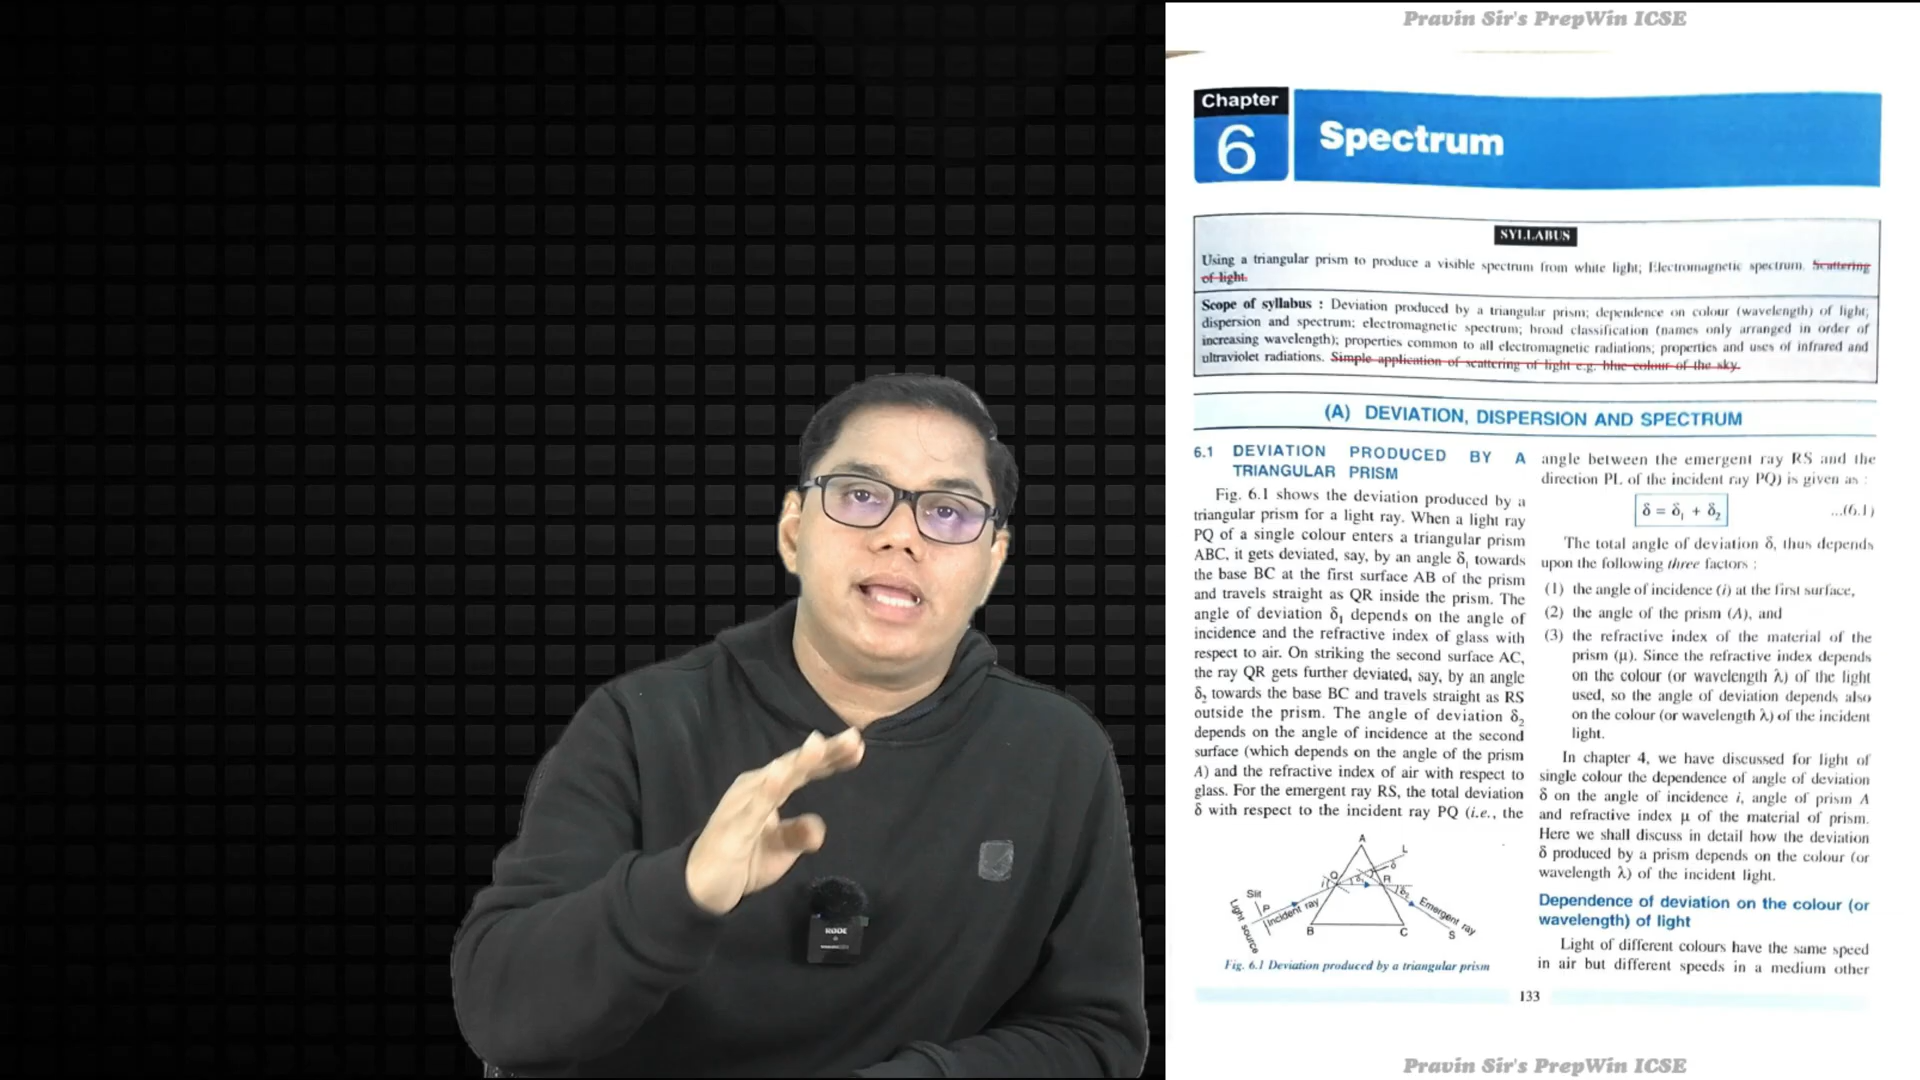 Pravin Sir's PrepWin ICSE
Chapter
6
Spectrum
SYLLABUS
Using a triangular prism to produce a visible spectrum from white light; Electromagnetic spectrum. Scattering
of light.
Scope of syllabus : Deviation produced by a triangular prism; dependence on colour (wavelength) of light;
dispersion and spectrum; electromagnetic spectrum; broad classification (names only arranged in order of
increasing wavelength); properties common to all electromagnetic radiations; properties and uses of infrared and
ultraviolet radiations. Simple application of scattering of light e.g. blue colour of the sky.
(A) DEVIATION, DISPERSION AND SPECTRUM
6.1 DEVIATION PRODUCED BY A
TRIANGULAR PRISM
Fig. 6.1 shows the deviation produced by a
triangular prism for a light ray. When a light ray
PQ of a single colour enters a triangular prism
ABC, it gets deviated, say, by an angle δ₁ towards
the base BC at the first surface AB of the prism
and travels straight as QR inside the prism. The
angle of deviation δ₁ depends on the angle of
incidence and the refractive index of glass with
respect to air. On striking the second surface AC,
the ray QR gets further deviated, say, by an angle
δ₂ towards the base BC and travels straight as RS
outside the prism. The angle of deviation δ₂
depends on the angle of incidence at the second
surface (which depends on the angle of the prism
A) and the refractive index of air with respect to
glass. For the emergent ray RS, the total deviation
δ with respect to the incident ray PQ (i.e., the
A
L
δ
Q
i
δ₁
R
δ₂
Slit
P
Light source
Incident ray
Emergent ray
B
C
S
Fig. 6.1 Deviation produced by a triangular prism
angle between the emergent ray RS and the
direction PL of the incident ray PQ) is given as :
δ = δ₁ + δ₂ ...(6.1)
The total angle of deviation δ, thus depends
upon the following three factors :
(1) the angle of incidence (i) at the first surface,
(2) the angle of the prism (A), and
(3) the refractive index of the material of the
prism (μ). Since the refractive index depends
on the colour (or wavelength λ) of the light
used, so the angle of deviation depends also
on the colour (or wavelength λ) of the incident
light.
In chapter 4, we have discussed for light of
single colour the dependence of angle of deviation
δ on the angle of incidence i, angle of prism A
and refractive index μ of the material of prism.
Here we shall discuss in detail how the deviation
δ produced by a prism depends on the colour (or
wavelength λ) of the incident light.
Dependence of deviation on the colour (or
wavelength) of light
Light of different colours have the same speed
in air but different speeds in a medium other
133
RODE
Pravin Sir's PrepWin ICSE